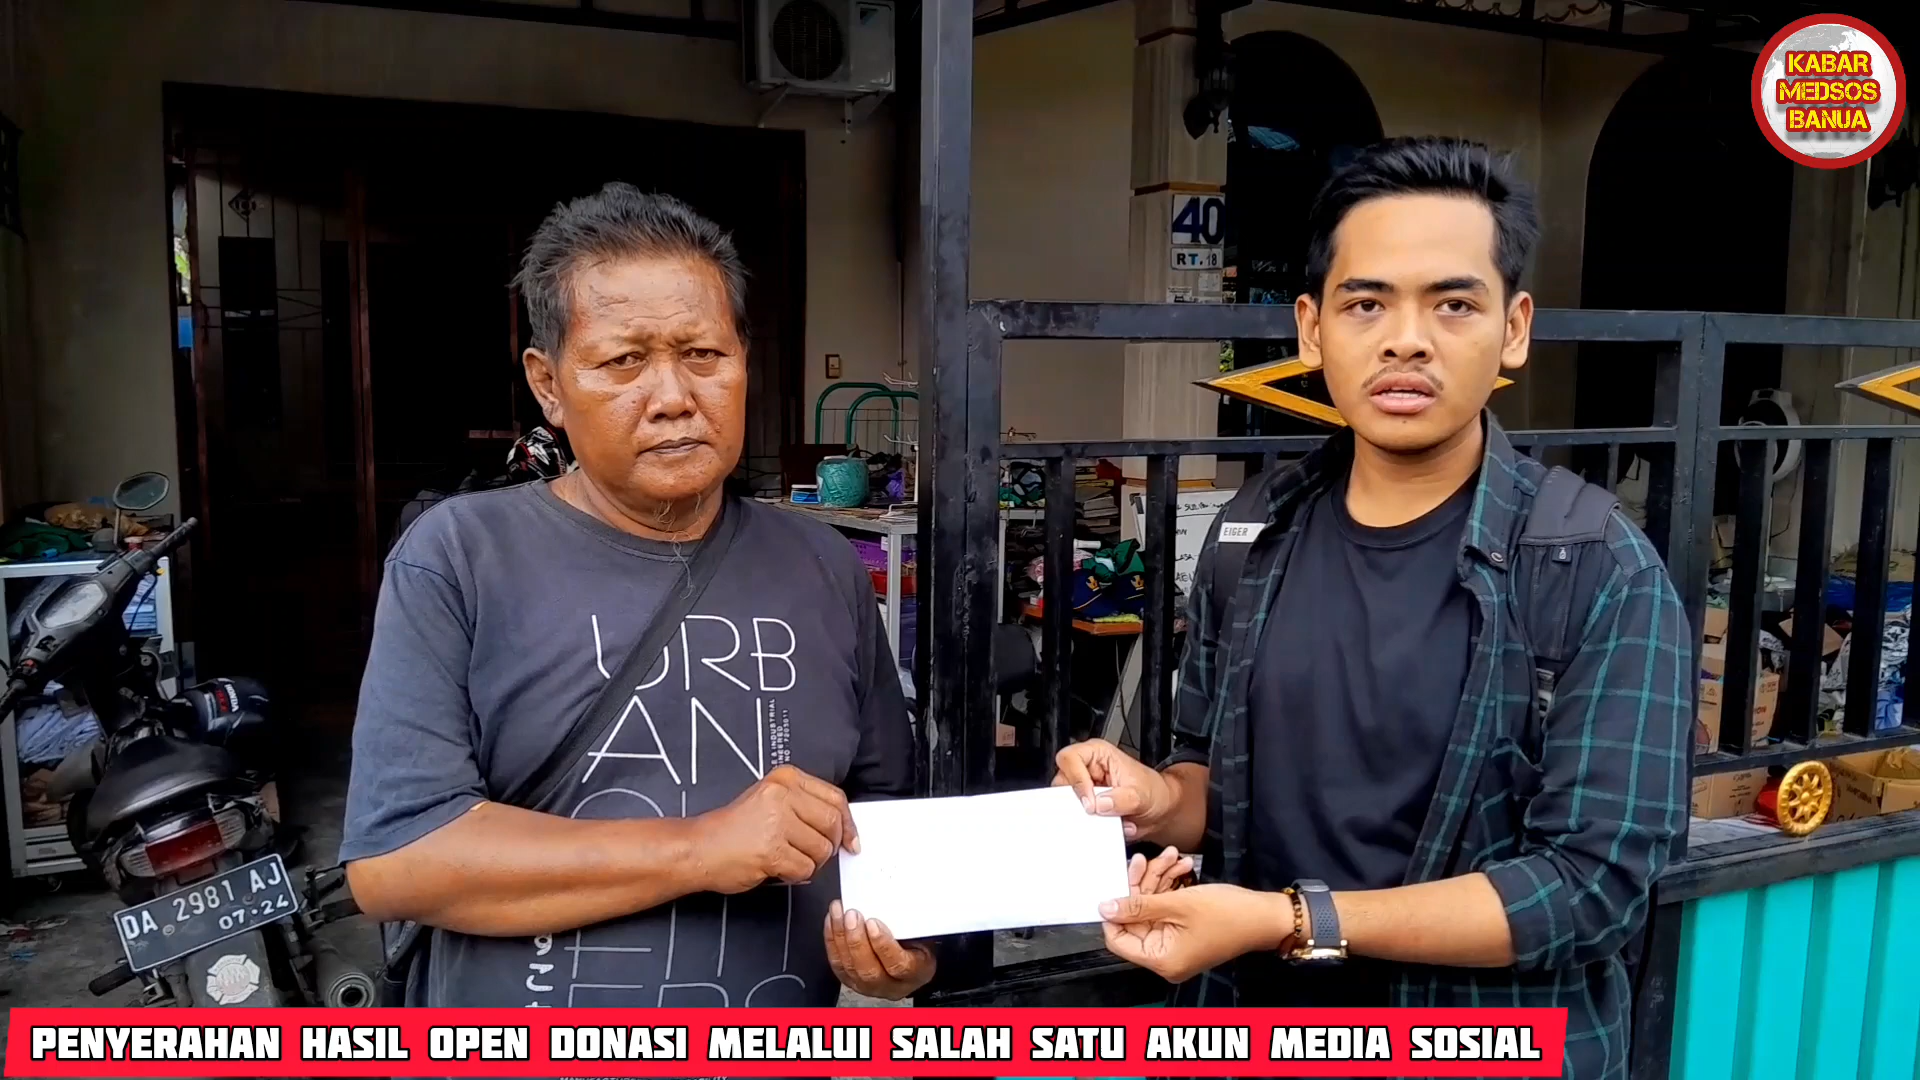 KABAR
MEDSOS
BANUA
40
RT. 18
EIGER
URB
AN
DA 2981 AJ
07·24
HONDA
PENYERAHAN HASIL OPEN DONASI MELALUI SALAH SATU AKUN MEDIA SOSIAL